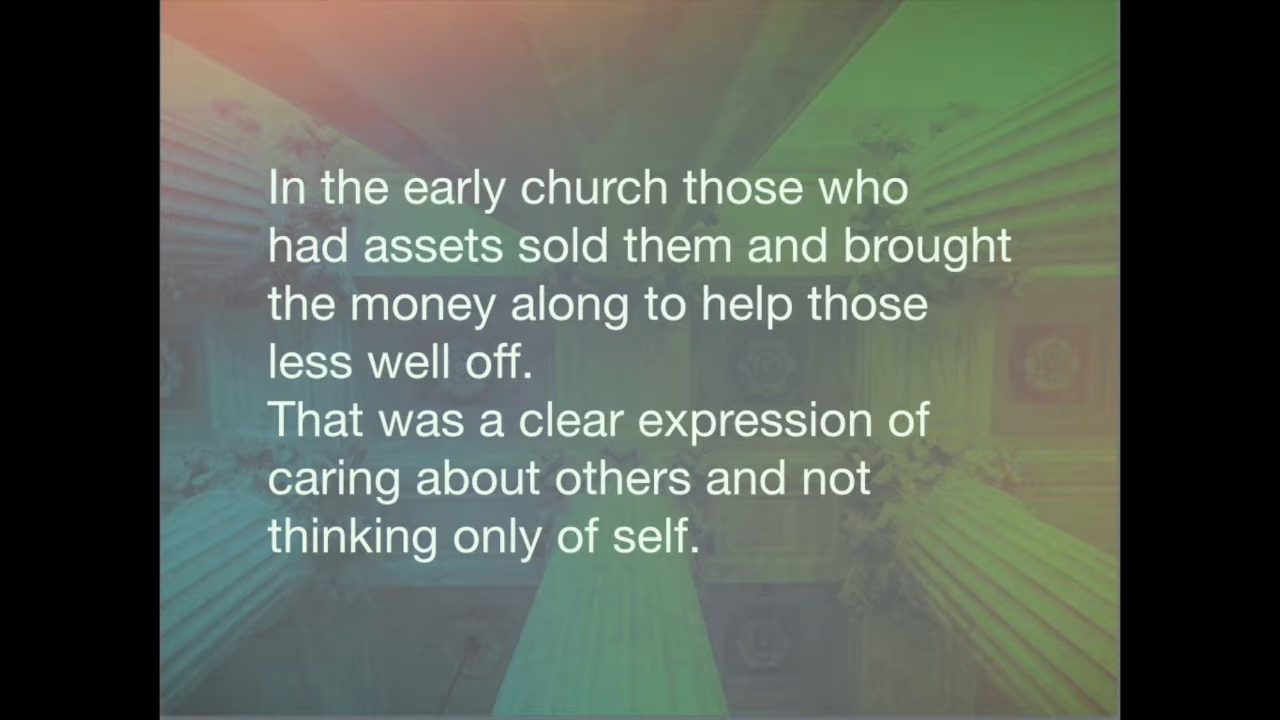 In the early church those who
had assets sold them and brought
the money along to help those
less well off.
That was a clear expression of
caring about others and not
thinking only of self.